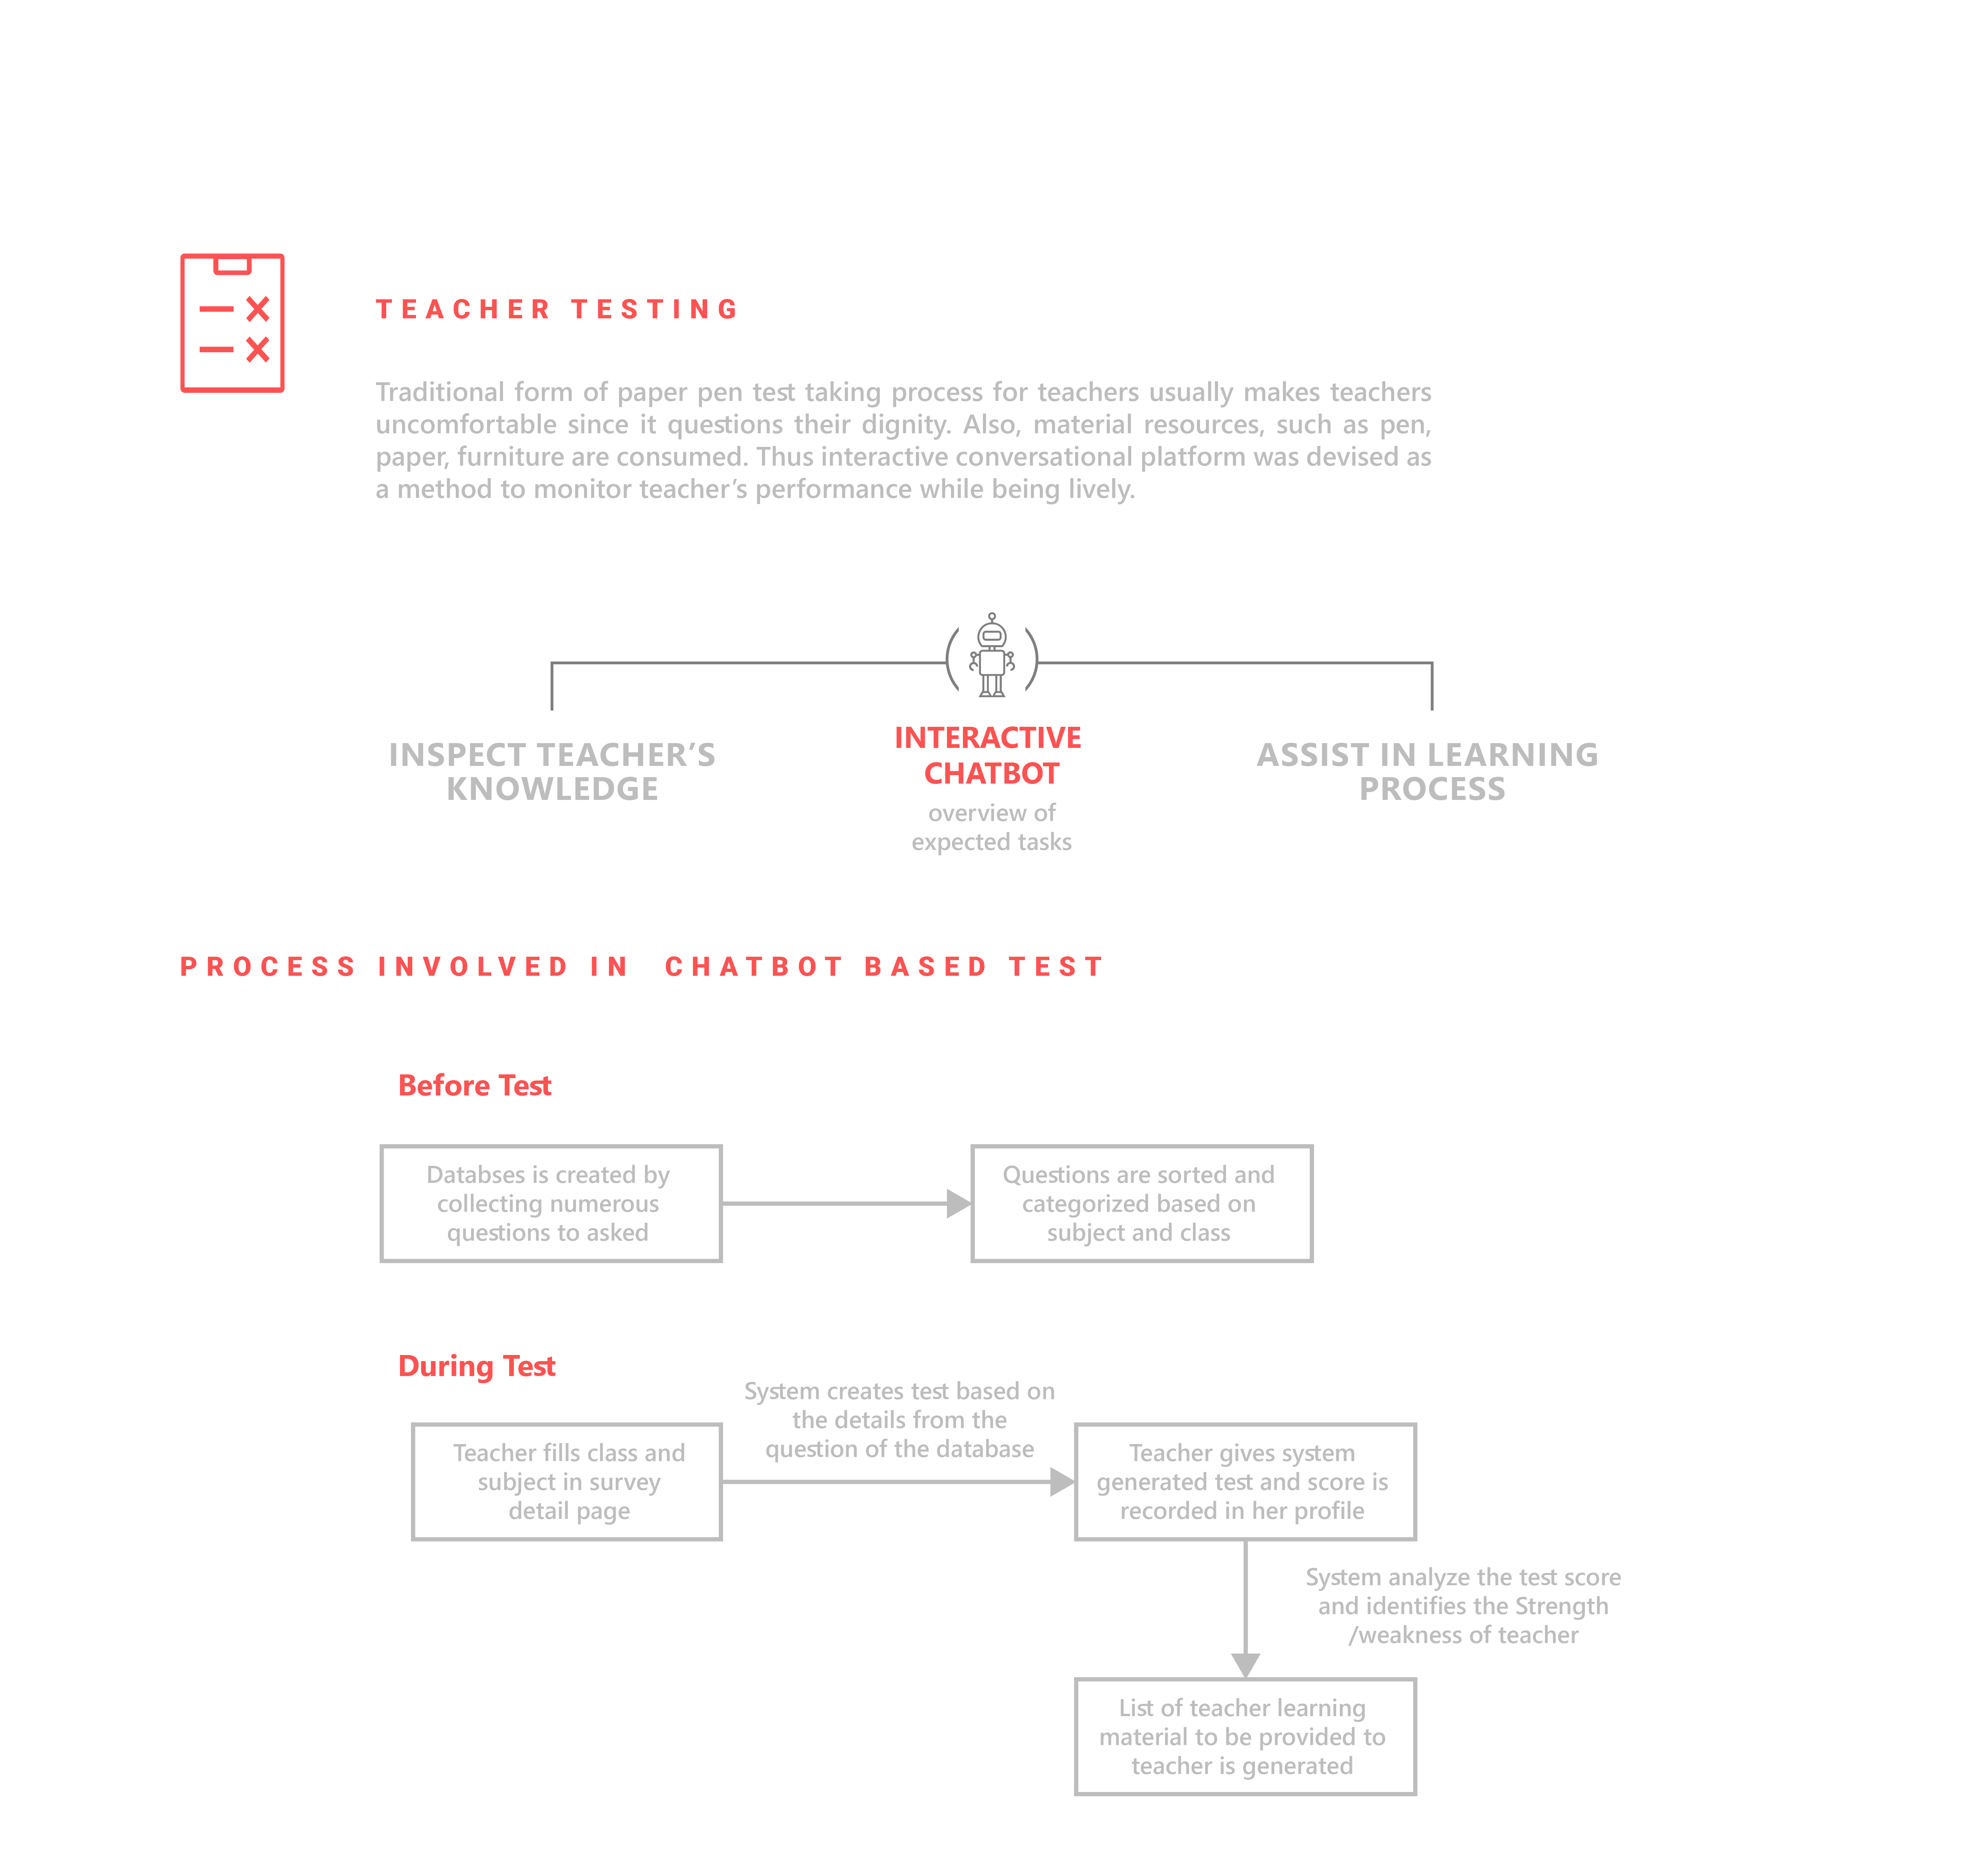 TEACHER TESTING
Traditional form of paper pen test taking process for teachers usually makes teachers
uncomfortable since it questions their dignity. Also, material resources, such as pen,
paper, furniture are consumed. Thus interactive conversational platform was devised as
a method to monitor teacher’s performance while being lively.
INSPECT TEACHER’S
KNOWLEDGE
INTERACTIVE
CHATBOT
overview of
expected tasks
ASSIST IN LEARNING
PROCESS
PROCESS INVOLVED IN CHATBOT BASED TEST
Before Test
Databses is created by
collecting numerous
questions to asked
Questions are sorted and
categorized based on
subject and class
During Test
Teacher fills class and
subject in survey
detail page
System creates test based on
the details from the
question of the database
Teacher gives system
generated test and score is
recorded in her profile
System analyze the test score
and identifies the Strength
/weakness of teacher
List of teacher learning
material to be provided to
teacher is generated